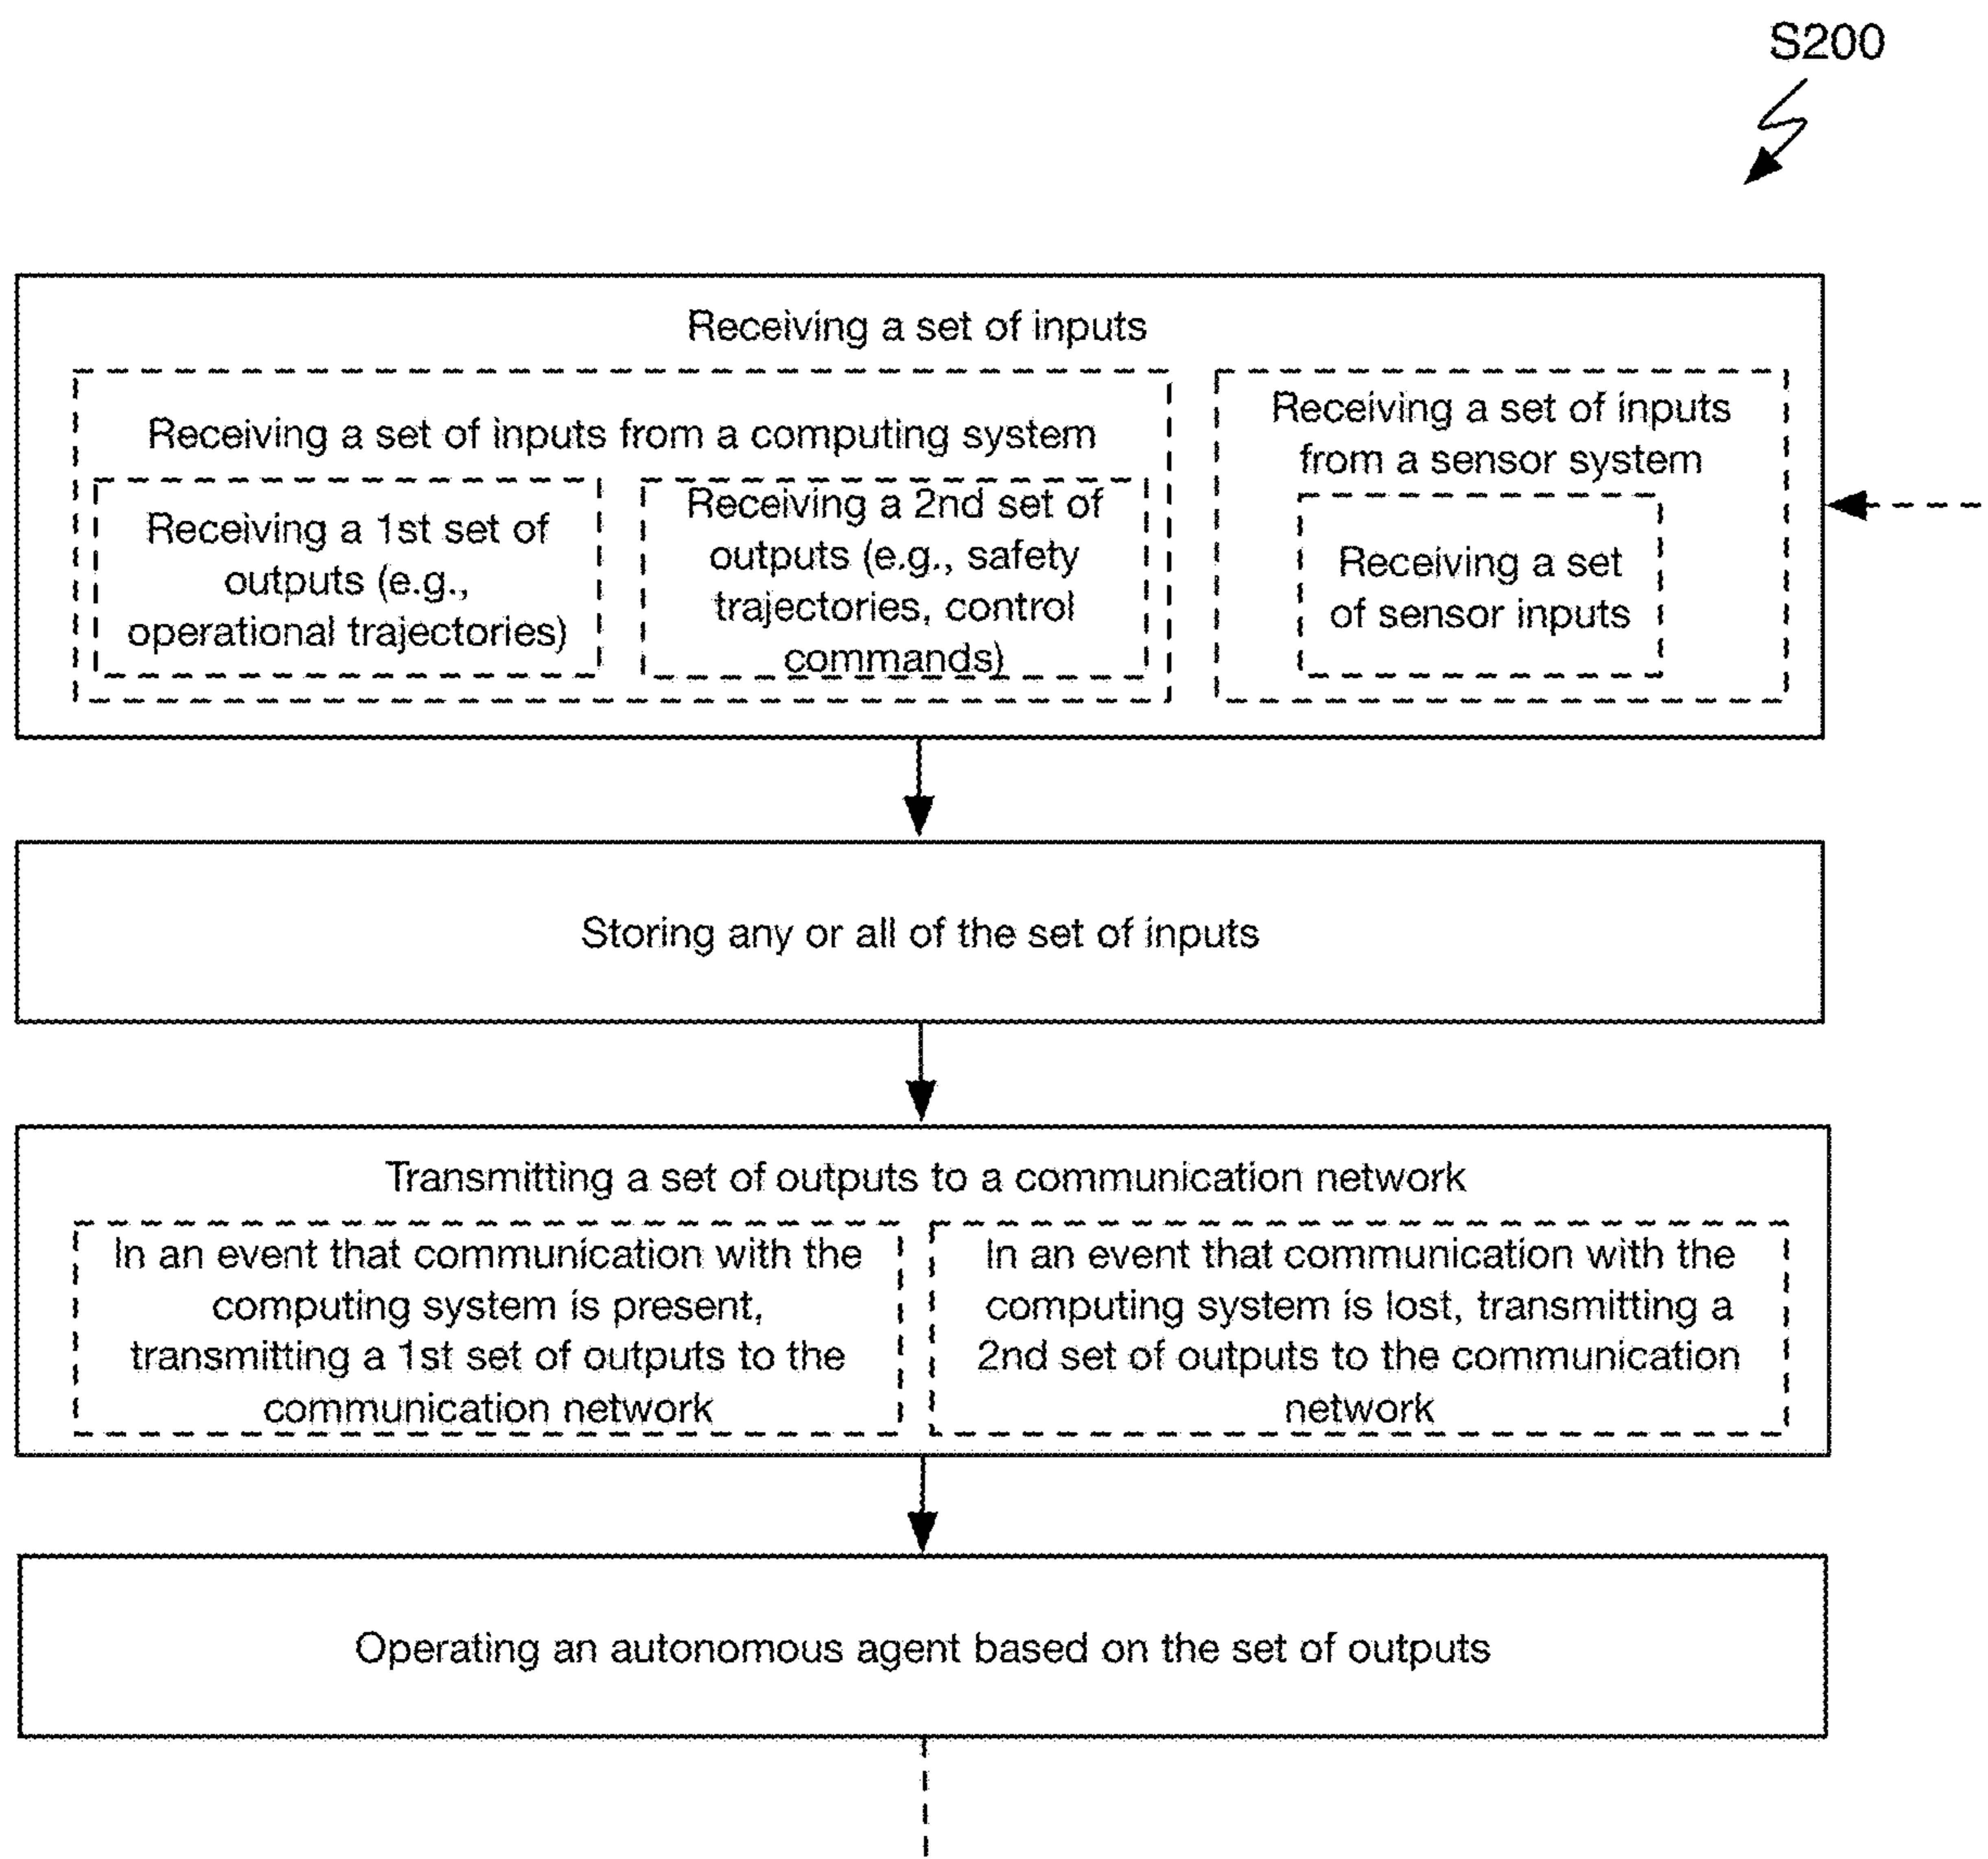 S200
Receiving a set of inputs
Receiving a set of inputs from a computing system
Receiving a 1st set of
outputs (e.g.,
operational trajectories)
Receiving a 2nd set of
outputs (e.g., safety
trajectories, control
commands)
Receiving a set of inputs
from a sensor system
Receiving a set
of sensor inputs
Storing any or all of the set of inputs
Transmitting a set of outputs to a communication network
In an event that communication with the
computing system is present,
transmitting a 1st set of outputs to the
communication network
In an event that communication with the
computing system is lost, transmitting a
2nd set of outputs to the communication
network
Operating an autonomous agent based on the set of outputs